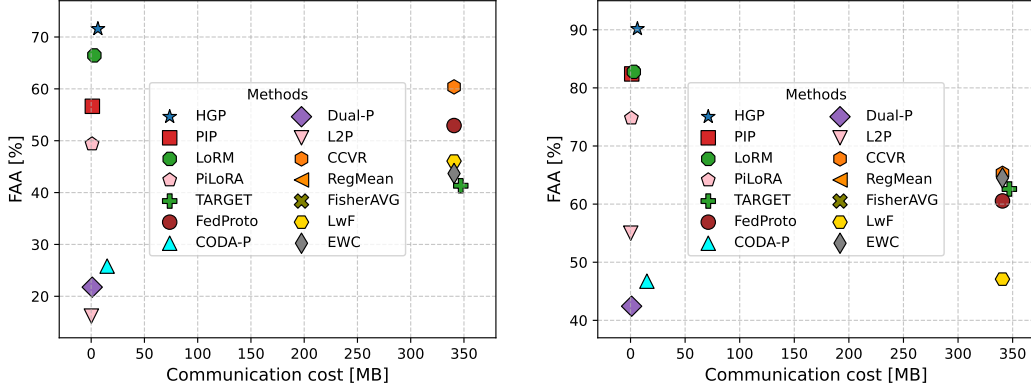 FAA [%]
70
60
50
40
30
20
Methods
HGP
PIP
LoRM
PiLoRA
TARGET
FedProto
CODA-P
Dual-P
L2P
CCVR
RegMean
FisherAVG
LwF
EWC
0 50 100 150 200 250 300 350
Communication cost [MB]
FAA [%]
90
80
70
60
50
40
Methods
HGP
PIP
LoRM
PiLoRA
TARGET
FedProto
CODA-P
Dual-P
L2P
CCVR
RegMean
FisherAVG
LwF
EWC
0 50 100 150 200 250 300 350
Communication cost [MB]